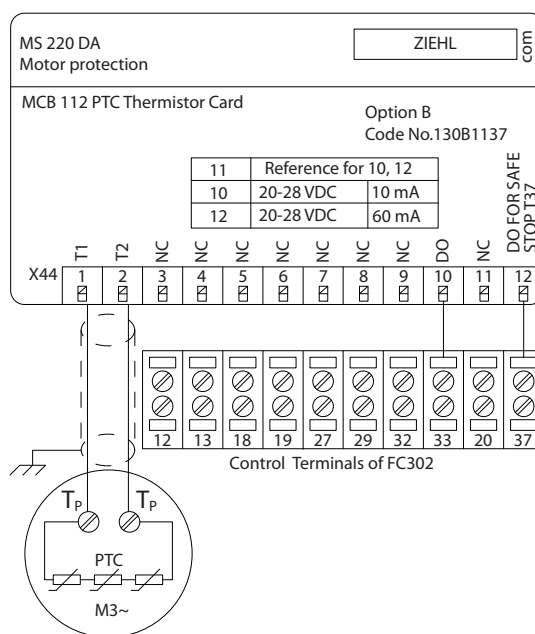 MS 220 DA
Motor protection
ZIEHL
com
MCB 112 PTC Thermistor Card
Option B
Code No.130B1137
11 Reference for 10, 12
10 20-28 VDC 10 mA
12 20-28 VDC 60 mA
T1 T2 NC NC NC NC NC NC NC DO NC DO FOR SAFE STOP T37
X44 1 2 3 4 5 6 7 8 9 10 11 12
12 13 18 19 27 29 32 33 20 37
Control Terminals of FC302
TP TP
PTC
M3~